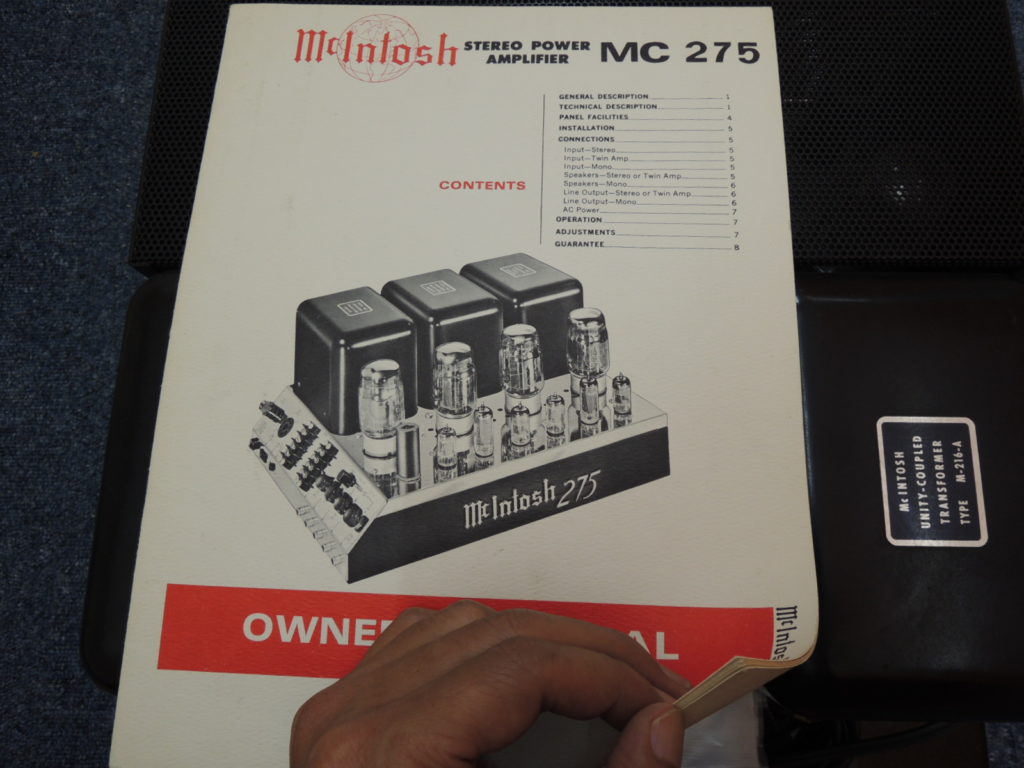 McIntosh STEREO POWER AMPLIFIER MC 275
CONTENTS
GENERAL DESCRIPTION 1
TECHNICAL DESCRIPTION 1
PANEL FACILITIES 4
INSTALLATION 5
CONNECTIONS 5
Input—Stereo 5
Input—Twin Amp 5
Input—Mono 5
Speakers—Stereo or Twin Amp 5
Speakers—Mono 6
Line Output—Stereo or Twin Amp 6
Line Output—Mono 6
AC Power 7
OPERATION 7
ADJUSTMENTS 7
GUARANTEE 8
McIntosh 275
McINTOSH
UNITY-COUPLED
TRANSFORMER
TYPE M-216-A
McIntosh